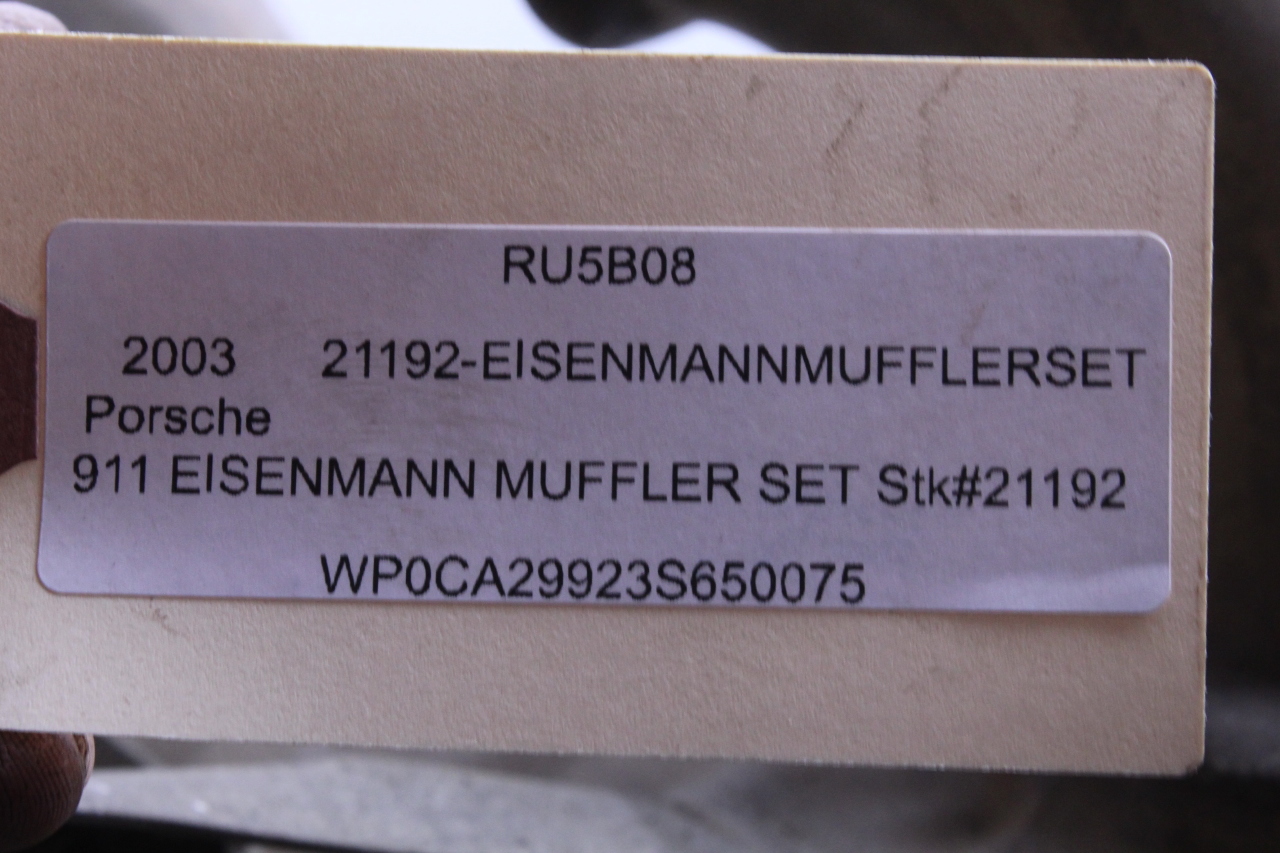 RU5B08
2003 21192-EISENMANNMUFFLERSET
Porsche
911 EISENMANN MUFFLER SET Stk#21192
WP0CA29923S650075